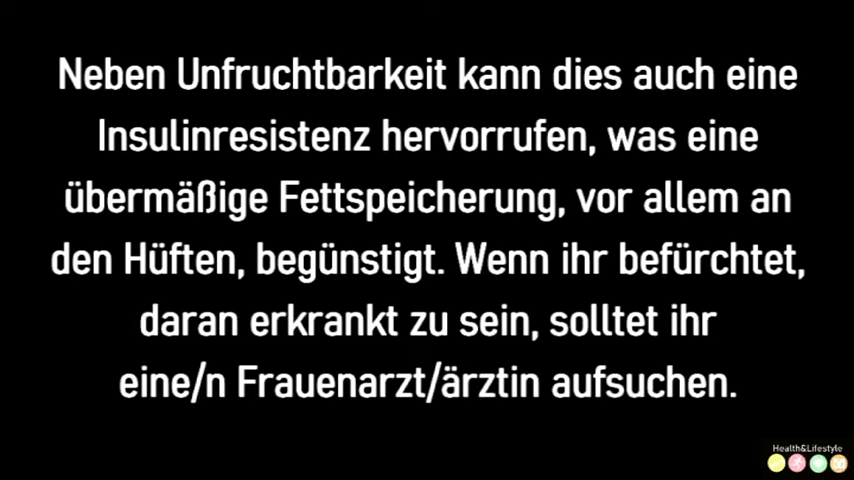 Neben Unfruchtbarkeit kann dies auch eine
Insulinresistenz hervorrufen, was eine
übermäßige Fettspeicherung, vor allem an
den Hüften, begünstigt. Wenn ihr befürchtet,
daran erkrankt zu sein, solltet ihr
eine/n Frauenarzt/ärztin aufsuchen.
Health&Lifestyle